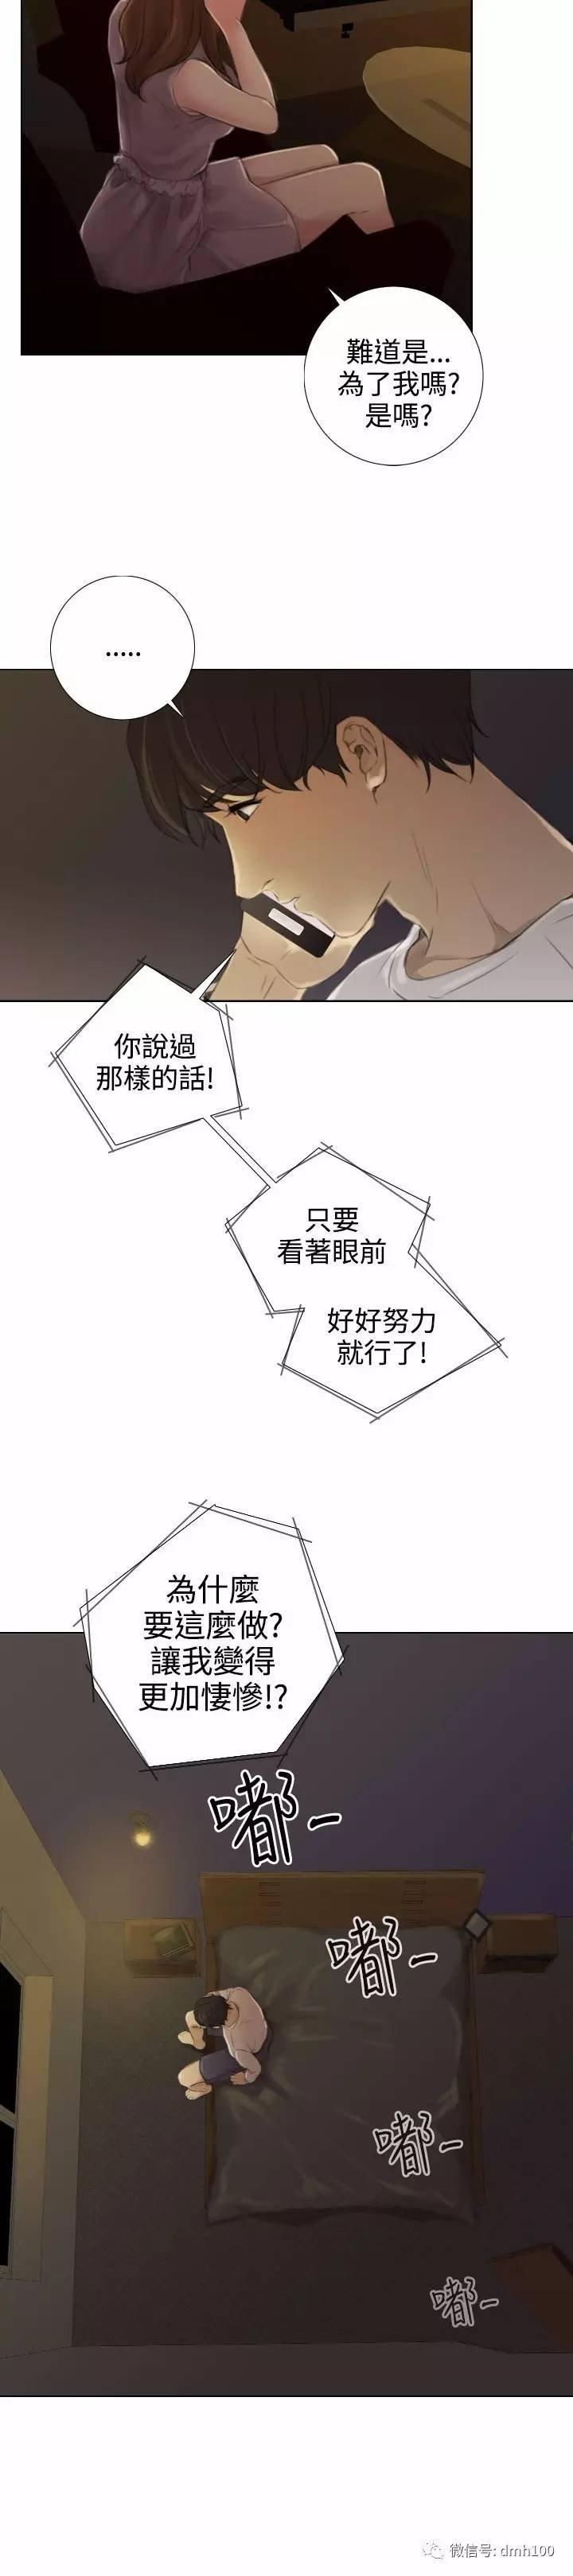 難道是...
為了我嗎?
是嗎?
.....
你說過
那樣的話!
只要
看著眼前
好好努力
就行了!
為什麼
要這麼做?
讓我變得
更加悽慘!?
嘟-
嘟-
嘟-
嘟-
微信号: dmh100